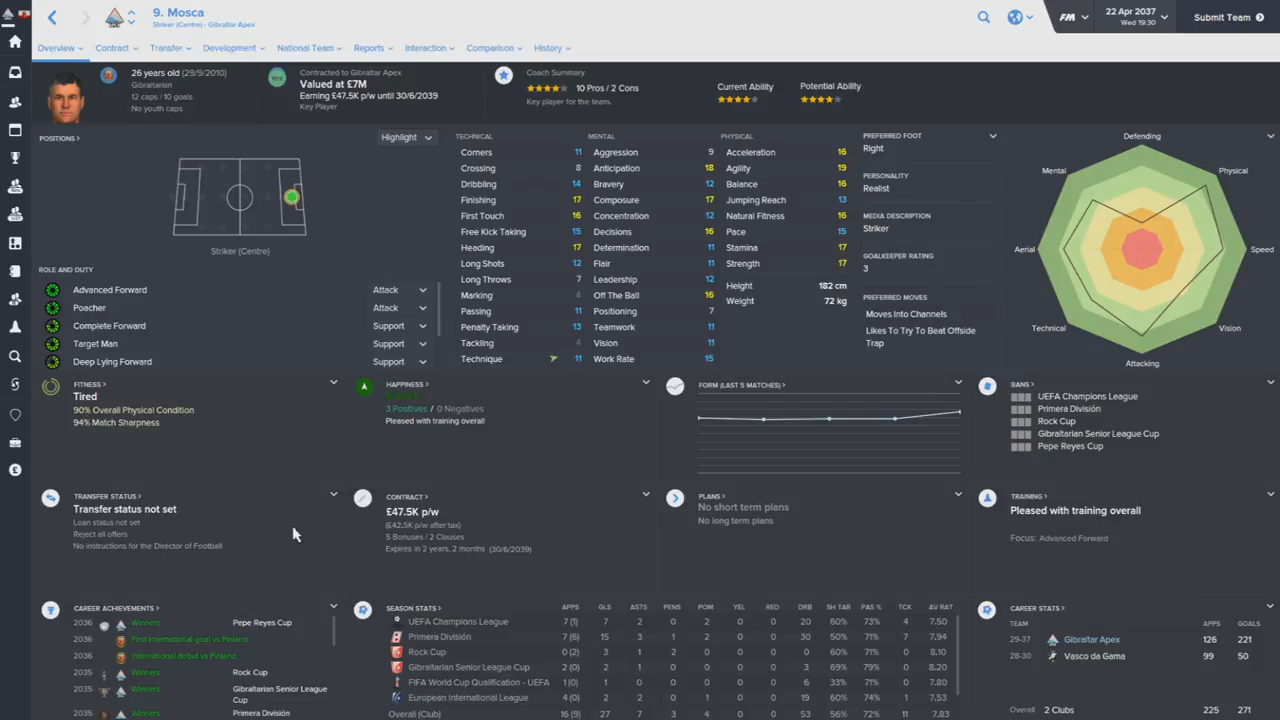 9. Mosca
Striker (Centre) - Gibraltar Apex
FM
22 Apr 2037
Wed 19:30
Submit Team
Overview
Contract
Transfer
Development
National Team
Reports
Interaction
Comparison
History
26 years old (29/9/2010)
Gibraltarian
12 caps / 10 goals
No youth caps
Contracted to Gibraltar Apex
Valued at £7M
Earning £47.5K p/w until 30/6/2039
Key Player
Coach Summary
10 Pros / 2 Cons
Key player for the team.
Current Ability
Potential Ability
POSITIONS >
Highlight
Striker (Centre)
ROLE AND DUTY
Advanced Forward Attack
Poacher Attack
Complete Forward Support
Target Man Support
Deep Lying Forward Support
TECHNICAL
Corners 11
Crossing 8
Dribbling 14
Finishing 17
First Touch 16
Free Kick Taking 15
Heading 17
Long Shots 12
Long Throws 7
Marking 4
Passing 11
Penalty Taking 13
Tackling 4
Technique 11
MENTAL
Aggression 9
Anticipation 18
Bravery 12
Composure 17
Concentration 12
Decisions 16
Determination 11
Flair 11
Leadership 12
Off The Ball 16
Positioning 7
Teamwork 11
Vision 11
Work Rate 15
PHYSICAL
Acceleration 16
Agility 19
Balance 16
Jumping Reach 13
Natural Fitness 16
Pace 15
Stamina 17
Strength 17
Height 182 cm
Weight 72 kg
PREFERRED FOOT
Right
PERSONALITY
Realist
MEDIA DESCRIPTION
Striker
GOALKEEPER RATING
3
PREFERRED MOVES
Moves Into Channels
Likes To Try To Beat Offside
Trap
Defending
Physical
Speed
Vision
Attacking
Technical
Aerial
Mental
FITNESS >
Tired
90% Overall Physical Condition
94% Match Sharpness
HAPPINESS >
3 Positives / 0 Negatives
Pleased with training overall
FORM (LAST 5 MATCHES) >
BANS >
UEFA Champions League
Primera División
Rock Cup
Gibraltarian Senior League Cup
Pepe Reyes Cup
TRANSFER STATUS >
Transfer status not set
Loan status not set
Reject all offers
No instructions for the Director of Football
CONTRACT >
£47.5K p/w
(£42.5K p/w after tax)
5 Bonuses / 2 Clauses
Expires in 2 years, 2 months (30/6/2039)
PLANS >
No short term plans
No long term plans
TRAINING >
Pleased with training overall
Focus: Advanced Forward
CAREER ACHIEVEMENTS >
2036 Winners Pepe Reyes Cup
2036 First international goal vs Finland
2036 International debut vs Finland
2035 Winners Rock Cup
2035 Winners Gibraltarian Senior League
Cup
2035 Winners Primera División
SEASON STATS > APPS GLS ASTS PENS POM YEL RED DRB SH TAR PAS % TCK AV RAT
UEFA Champions League 7 (1) 7 2 0 2 0 0 20 60% 73% 4 7.50
Primera División 7 (6) 15 3 1 2 0 0 30 50% 71% 7 7.94
Rock Cup 0 (2) 3 1 2 0 0 0 0 60% 71% 0 8.10
Gibraltarian Senior League Cup 2 (0) 2 1 0 0 0 0 3 69% 79% 0 8.20
FIFA World Cup Qualification - UEFA 1 (0) 1 0 0 0 0 0 6 33% 71% 0 7.80
European International League 4 (0) 2 2 0 1 0 0 19 60% 74% 1 7.53
Overall (Club) 16 (9) 27 7 3 4 0 0 53 56% 72% 11 7.83
CAREER STATS >
TEAM APPS GOALS
29-37 Gibraltar Apex 126 221
28-30 Vasco da Gama 99 50
Overall 2 Clubs 225 271